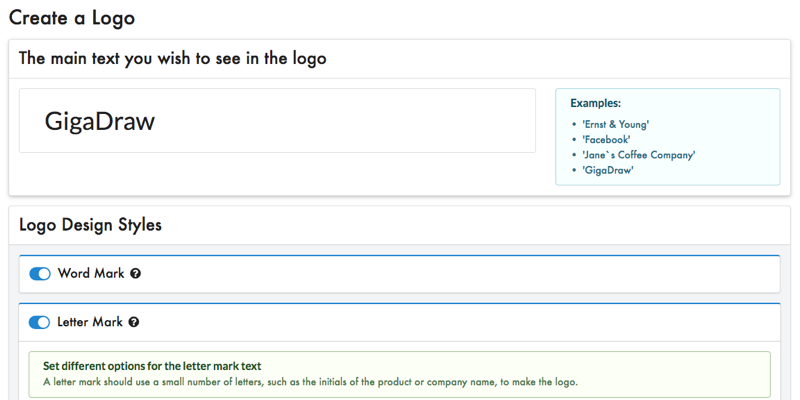 Create a Logo
The main text you wish to see in the logo
GigaDraw
Examples:
• 'Ernst & Young'
• 'Facebook'
• 'Jane`s Coffee Company'
• 'GigaDraw'
Logo Design Styles
Word Mark ?
Letter Mark ?
Set different options for the letter mark text
A letter mark should use a small number of letters, such as the initials of the product or company name, to make the logo.